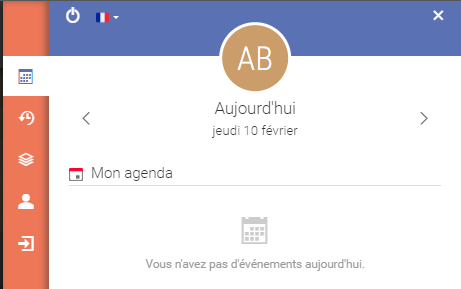 AB
Aujourd'hui
jeudi 10 février
Mon agenda
Vous n'avez pas d'événements aujourd'hui.